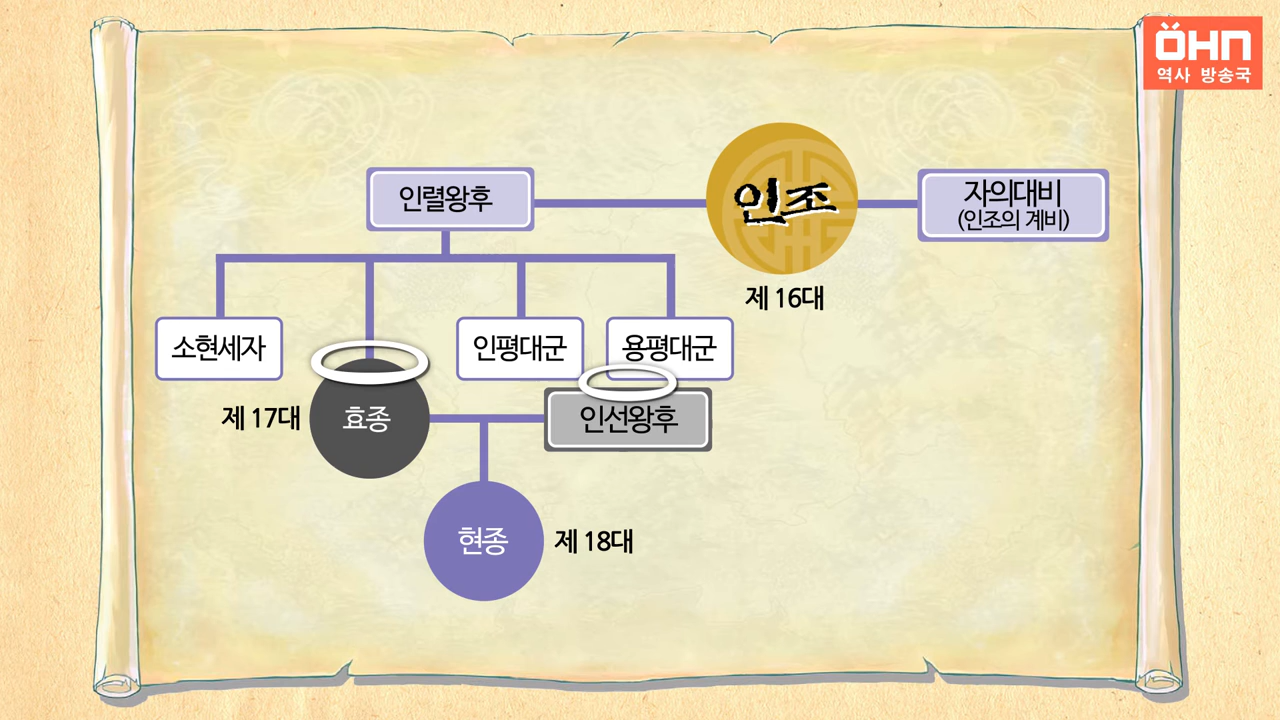 OHN
역사 방송국
인렬왕후
인조
자의대비
(인조의 계비)
제 16대
소현세자
인평대군
용평대군
제 17대
효종
인선왕후
현종
제 18대